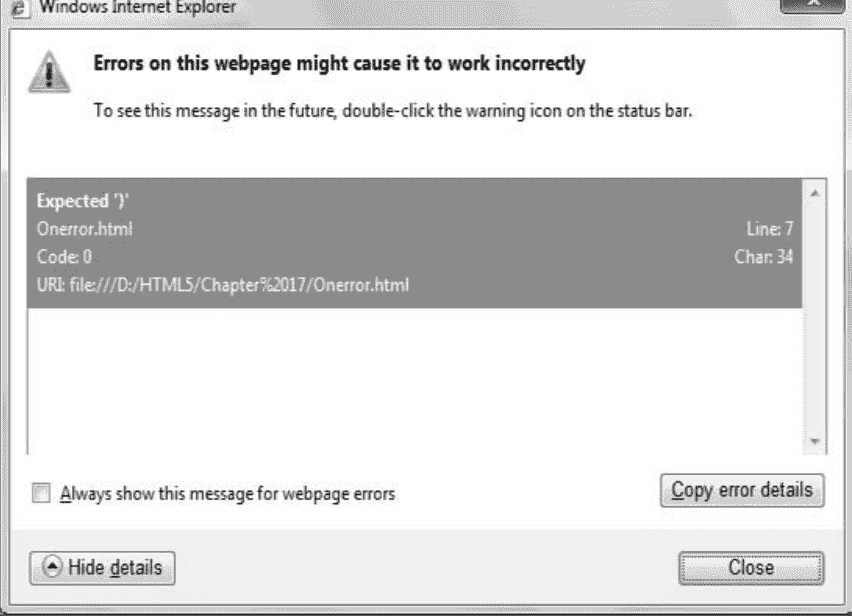 Windows Internet Explorer
Errors on this webpage might cause it to work incorrectly
To see this message in the future, double-click the warning icon on the status bar.
Expected ')'
Onerror.html Line: 7
Code: 0 Char: 34
URI: file:///D:/HTML5/Chapter%2017/Onerror.html
Always show this message for webpage errors
Copy error details
Hide details
Close